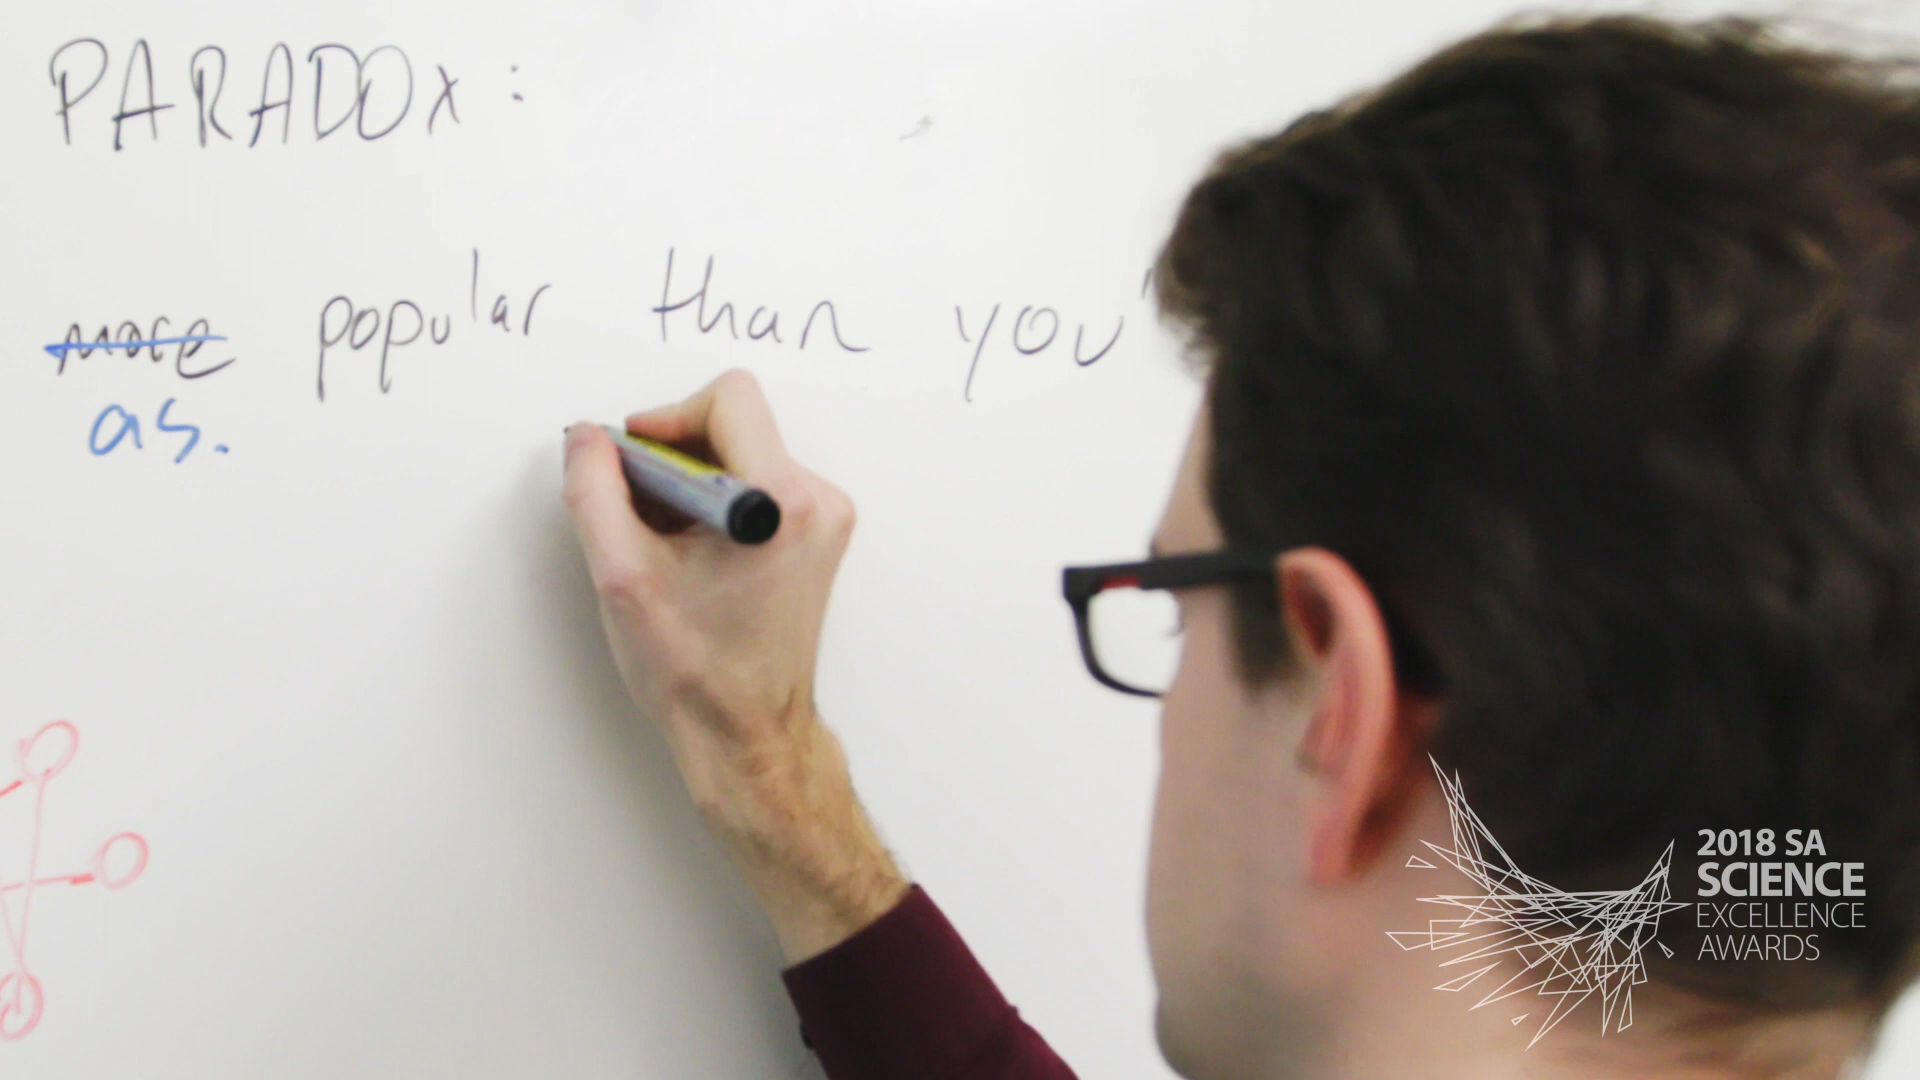 PARADOx :
more popular than you
as.
2018 SA
SCIENCE
EXCELLENCE
AWARDS